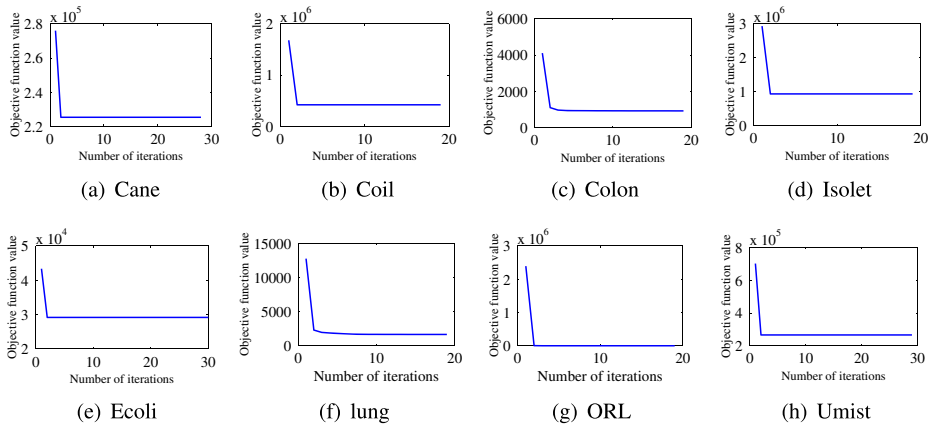 x 10^5
Objective function value
2.8
2.6
2.4
2.2
0 10 20 30
Number of iterations
(a) Cane
x 10^6
Objective function value
2
1
0
0 10 20
Number of iterations
(b) Coil
Objective function value
6000
4000
2000
0
0 10 20
Number of iterations
(c) Colon
x 10^6
Objective function value
3
2
1
0
0 10 20
Number of iterations
(d) Isolet
x 10^4
Objective function value
5
4
3
2
0 10 20 30
Number of iterations
(e) Ecoli
Objective function value
15000
10000
5000
0
0 10 20
Number of iterations
(f) lung
x 10^6
Objective function value
3
2
1
0
0 10 20
Number of iterations
(g) ORL
x 10^5
Objective function value
8
6
4
2
0 10 20 30
Number of iterations
(h) Umist